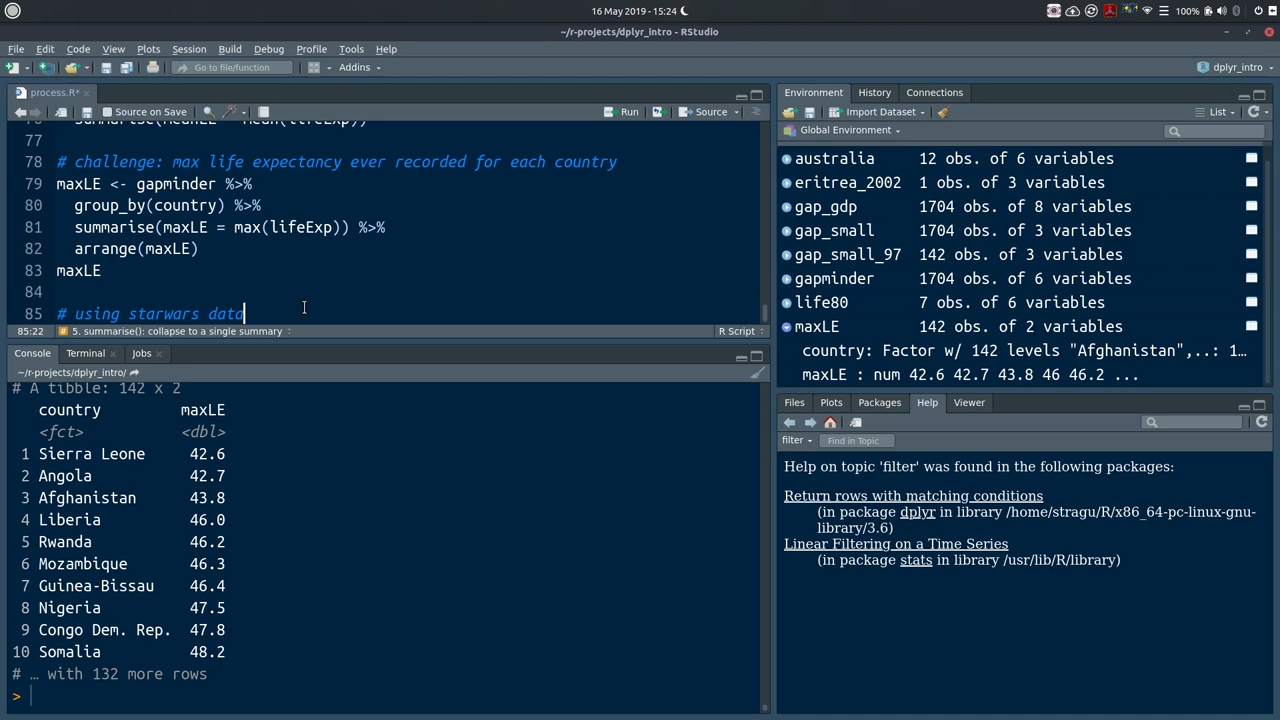 16 May 2019 - 15:24
100%
~/r-projects/dplyr_intro - RStudio
File Edit Code View Plots Session Build Debug Profile Tools Help
Go to file/function
Addins
dplyr_intro
process.R*
Source on Save
Run
Source
76 summarise(meanLE = mean(lifeExp))
77
78 # challenge: max life expectancy ever recorded for each country
79 maxLE <- gapminder %>%
80 group_by(country) %>%
81 summarise(maxLE = max(lifeExp)) %>%
82 arrange(maxLE)
83 maxLE
84
85 # using starwars data
85:22 # 5. summarise(): collapse to a single summary
R Script
Console Terminal Jobs
~/r-projects/dplyr_intro/
# A tibble: 142 x 2
country maxLE
<fct> <dbl>
1 Sierra Leone 42.6
2 Angola 42.7
3 Afghanistan 43.8
4 Liberia 46.0
5 Rwanda 46.2
6 Mozambique 46.3
7 Guinea-Bissau 46.4
8 Nigeria 47.5
9 Congo Dem. Rep. 47.8
10 Somalia 48.2
# … with 132 more rows
>
Environment History Connections
Import Dataset
List
Global Environment
australia 12 obs. of 6 variables
eritrea_2002 1 obs. of 3 variables
gap_gdp 1704 obs. of 8 variables
gap_small 1704 obs. of 3 variables
gap_small_97 142 obs. of 3 variables
gapminder 1704 obs. of 6 variables
life80 7 obs. of 6 variables
maxLE 142 obs. of 2 variables
country: Factor w/ 142 levels "Afghanistan",..: 1…
maxLE : num 42.6 42.7 43.8 46 46.2 ...
Files Plots Packages Help Viewer
filter
Find in Topic
Help on topic 'filter' was found in the following packages:
Return rows with matching conditions
(in package dplyr in library /home/stragu/R/x86_64-pc-linux-gnu-
library/3.6)
Linear Filtering on a Time Series
(in package stats in library /usr/lib/R/library)